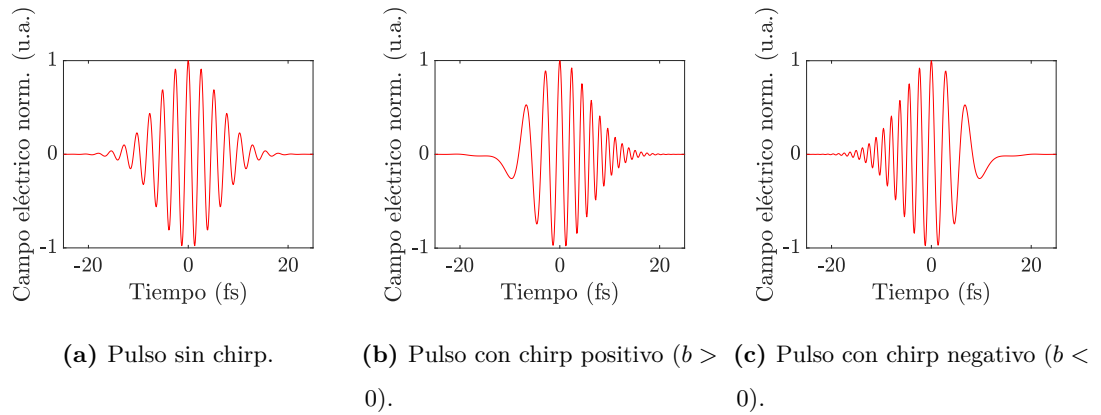 Campo eléctrico norm. (u.a.)
1
0
-1
-20
0
20
Tiempo (fs)
(a) Pulso sin chirp.
Campo eléctrico norm. (u.a.)
1
0
-1
-20
0
20
Tiempo (fs)
(b) Pulso con chirp positivo (b >
0).
Campo eléctrico norm. (u.a.)
1
0
-1
-20
0
20
Tiempo (fs)
(c) Pulso con chirp negativo (b <
0).